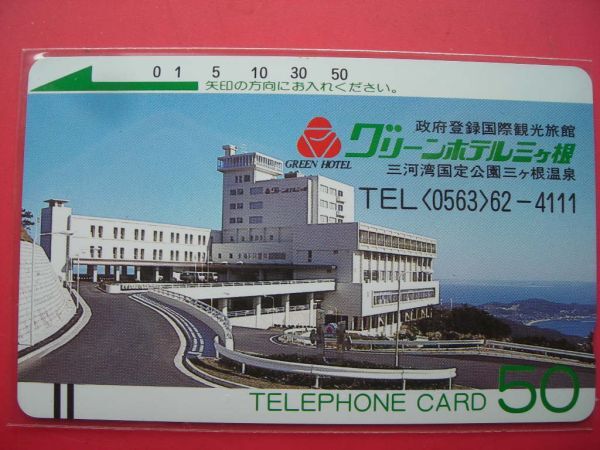 0 1 5 10 30 50
矢印の方向にお入れください。
政府登録国際観光旅館
GREEN HOTEL
グリーンホテル三ヶ根
三河湾国定公園三ヶ根温泉
TEL〈0563〉62-4111
TELEPHONE CARD 50